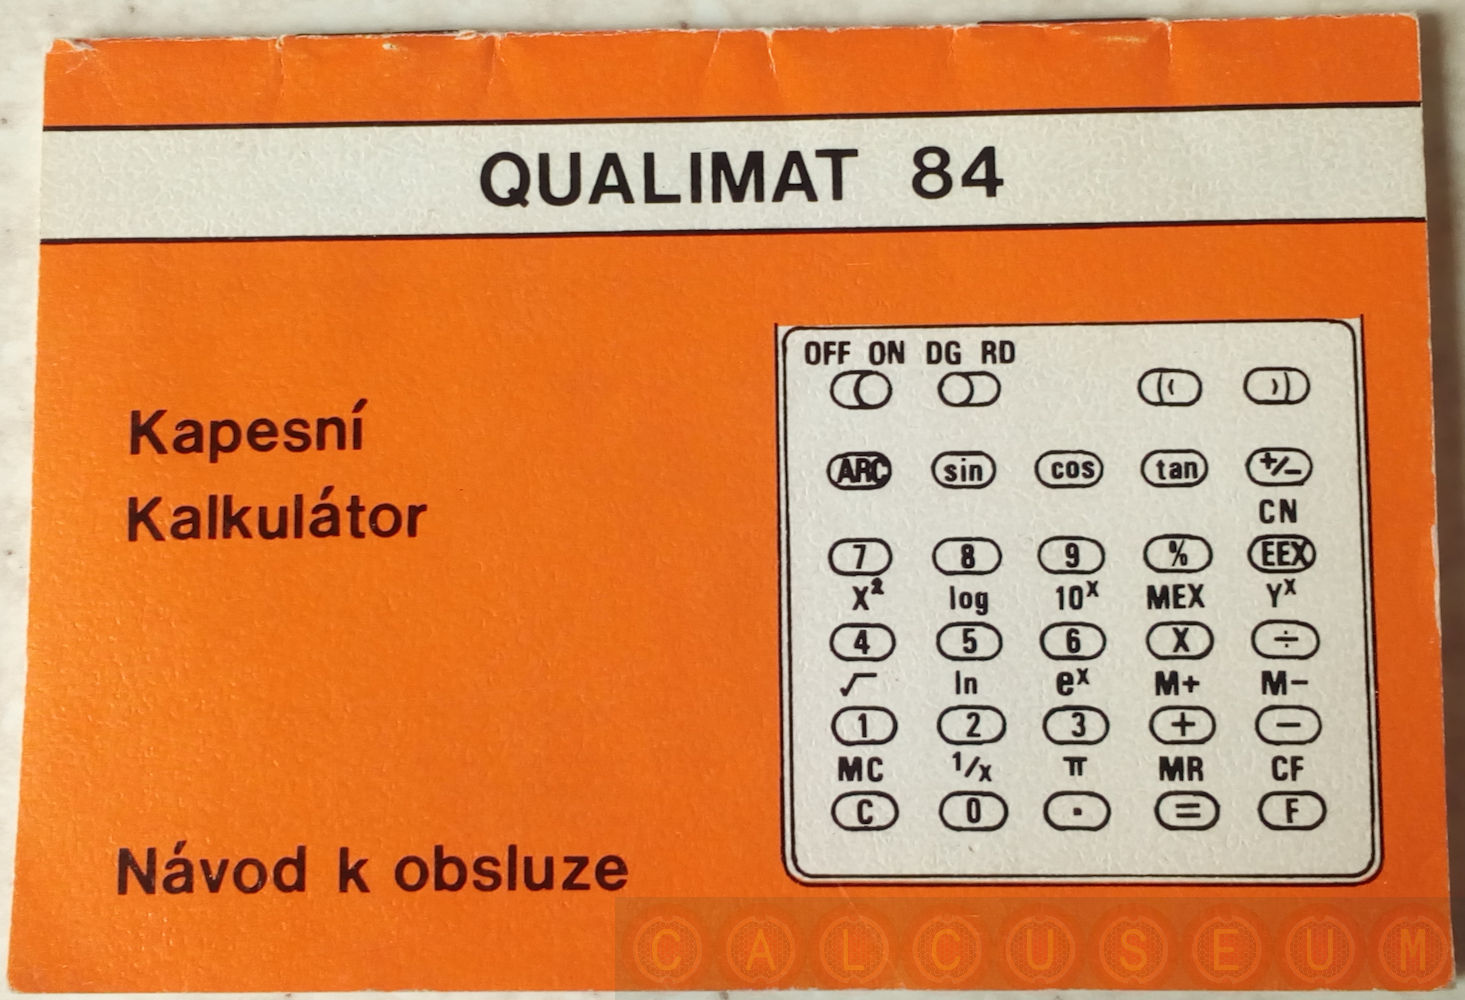 QUALIMAT 84
Kapesní
Kalkulátor
Návod k obsluze
OFF ON DG RD
(( ))
ARC sin cos tan +/−
CN
7 8 9 % EEX
X² log 10ˣ MEX Yˣ
4 5 6 X ÷
√ ln eˣ M+ M−
1 2 3 + −
MC 1/x π MR CF
C 0 . = F
CALCUSEUM